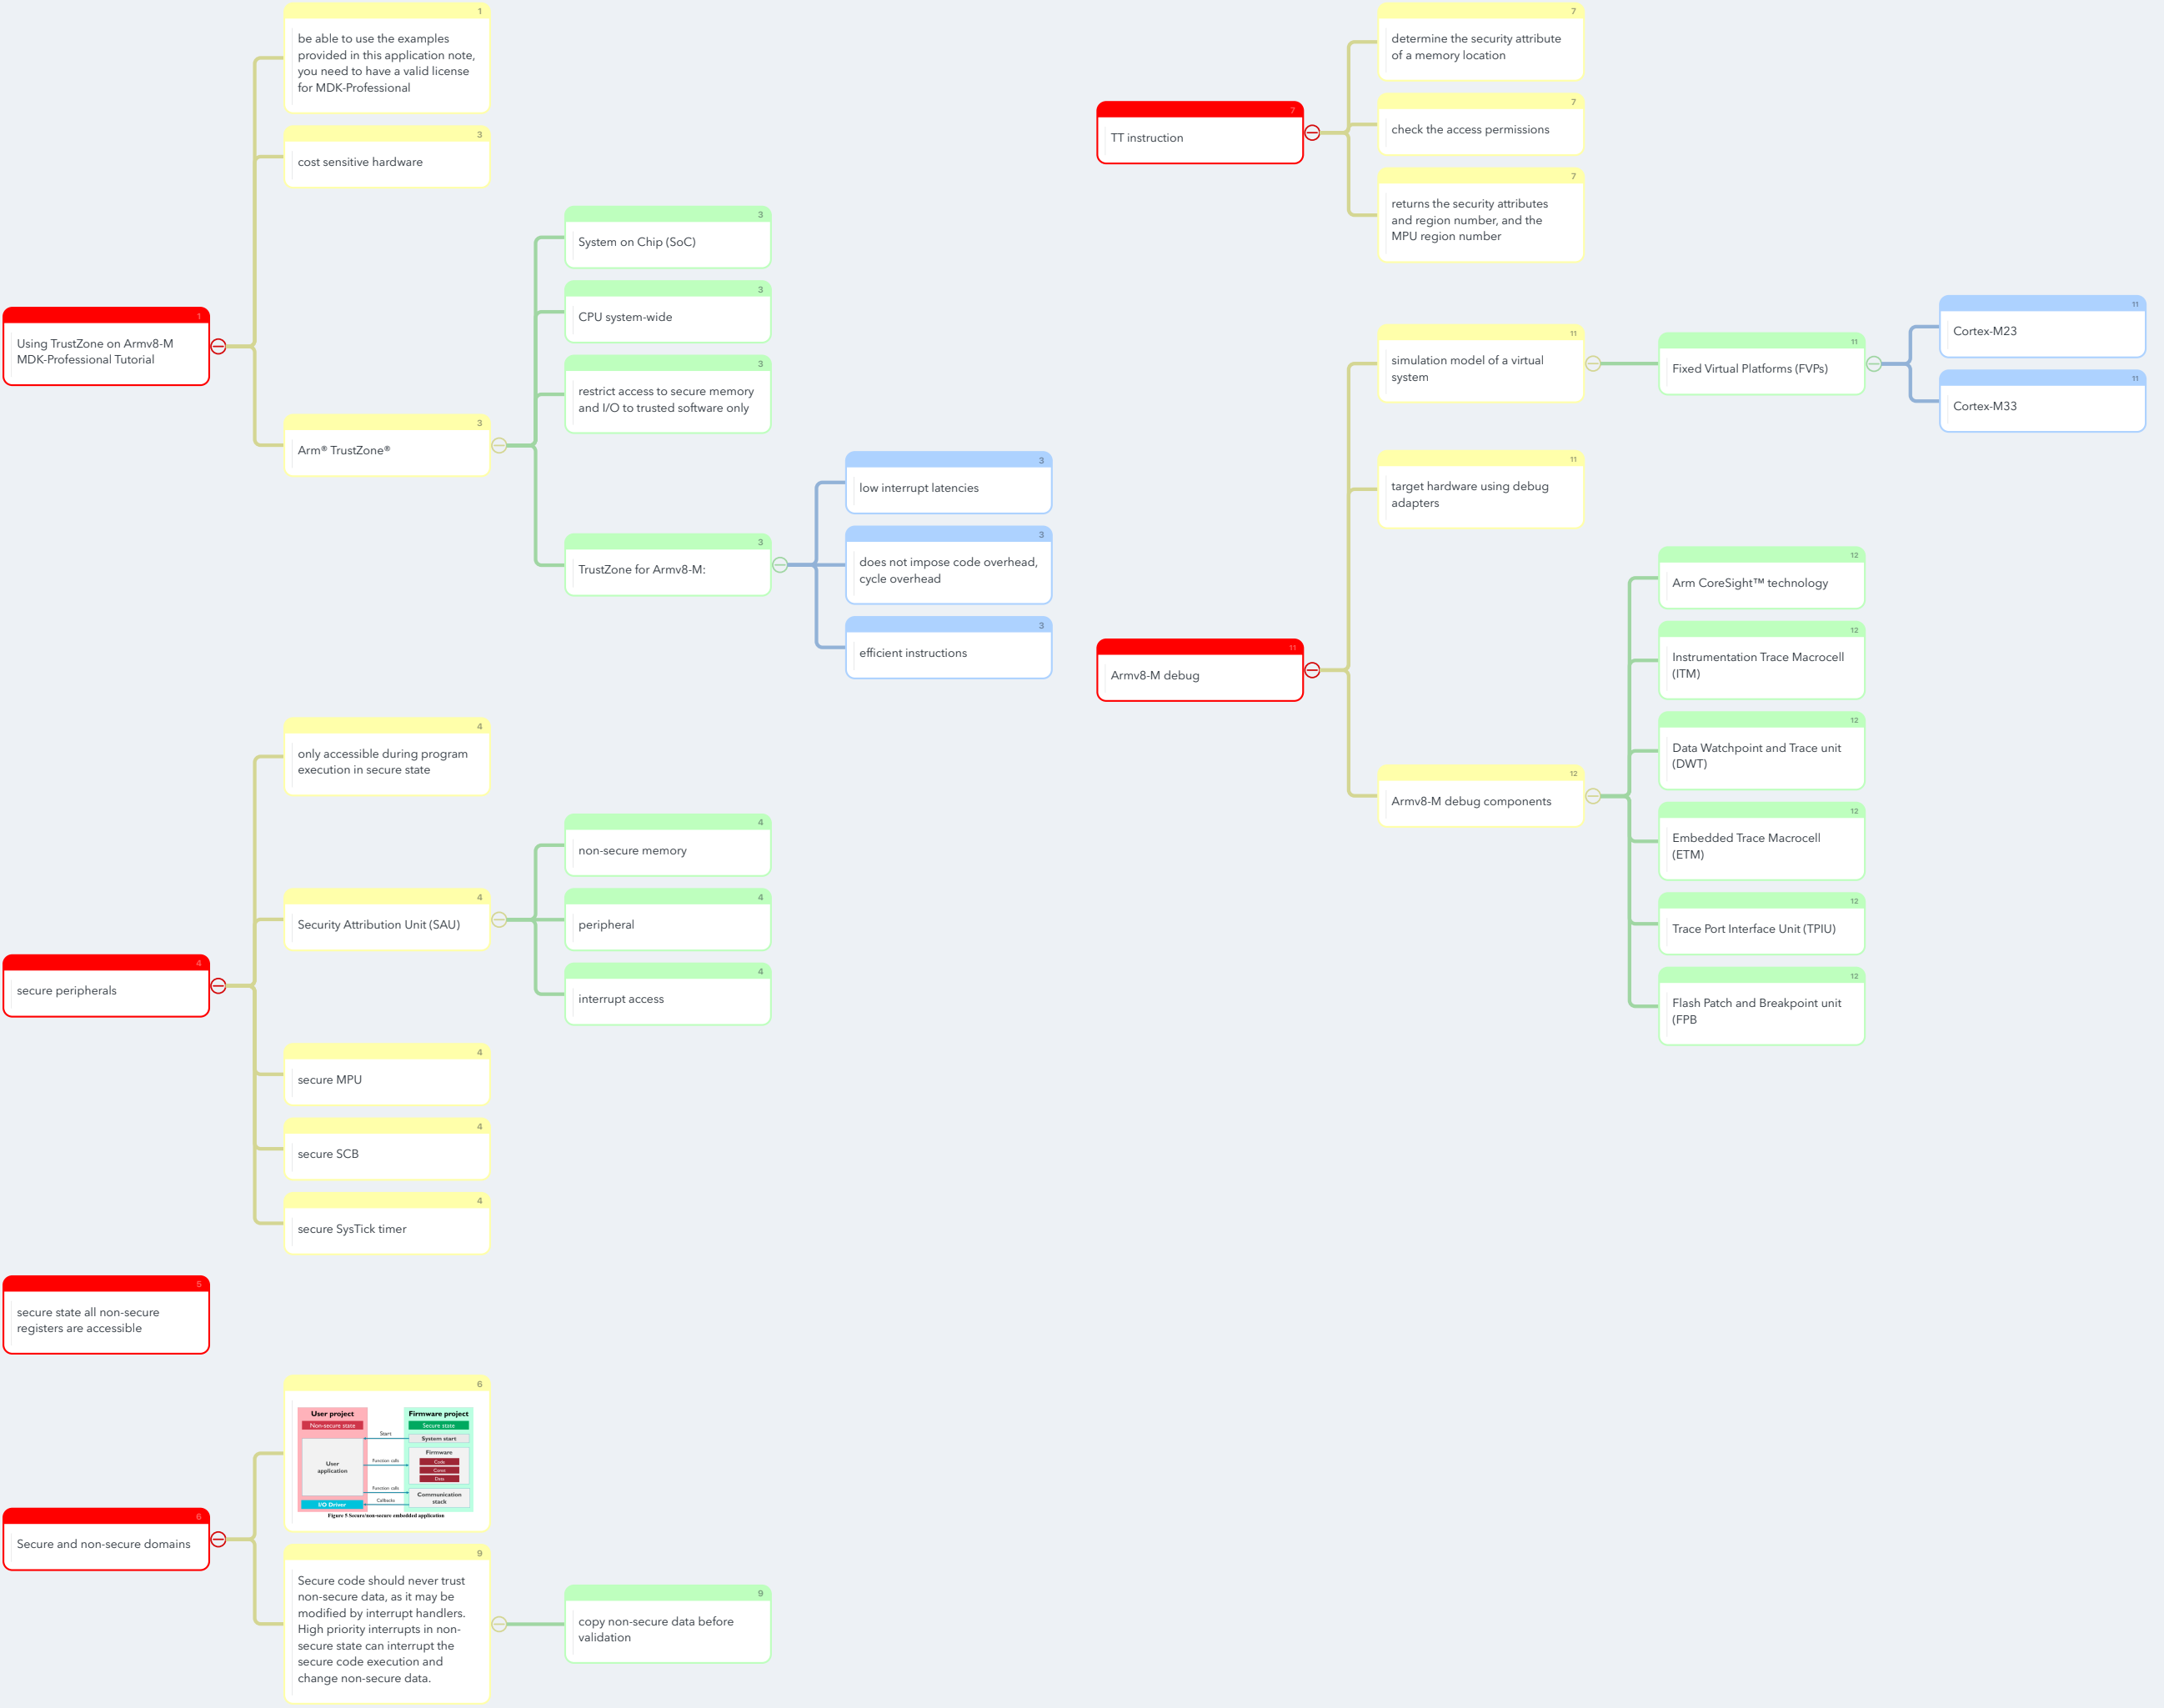 1
Using TrustZone on Armv8-M
MDK-Professional Tutorial
1
be able to use the examples
provided in this application note,
you need to have a valid license
for MDK-Professional
3
cost sensitive hardware
3
Arm® TrustZone®
3
System on Chip (SoC)
3
CPU system-wide
3
restrict access to secure memory
and I/O to trusted software only
3
TrustZone for Armv8-M:
3
low interrupt latencies
3
does not impose code overhead,
cycle overhead
3
efficient instructions
4
secure peripherals
4
only accessible during program
execution in secure state
4
Security Attribution Unit (SAU)
4
non-secure memory
4
peripheral
4
interrupt access
4
secure MPU
4
secure SCB
4
secure SysTick timer
5
secure state all non-secure
registers are accessible
6
Secure and non-secure domains
6
User project
Non-secure state
User
application
I/O Driver
Start
Function calls
Function calls
Callbacks
Firmware project
Secure state
System start
Firmware
Code
Const
Data
Communication
stack
Figure 5 Secure/non-secure embedded application
9
Secure code should never trust
non-secure data, as it may be
modified by interrupt handlers.
High priority interrupts in non-
secure state can interrupt the
secure code execution and
change non-secure data.
9
copy non-secure data before
validation
7
TT instruction
7
determine the security attribute
of a memory location
7
check the access permissions
7
returns the security attributes
and region number, and the
MPU region number
11
Armv8-M debug
11
simulation model of a virtual
system
11
Fixed Virtual Platforms (FVPs)
11
Cortex-M23
11
Cortex-M33
11
target hardware using debug
adapters
12
Armv8-M debug components
12
Arm CoreSight™ technology
12
Instrumentation Trace Macrocell
(ITM)
12
Data Watchpoint and Trace unit
(DWT)
12
Embedded Trace Macrocell
(ETM)
12
Trace Port Interface Unit (TPIU)
12
Flash Patch and Breakpoint unit
(FPB